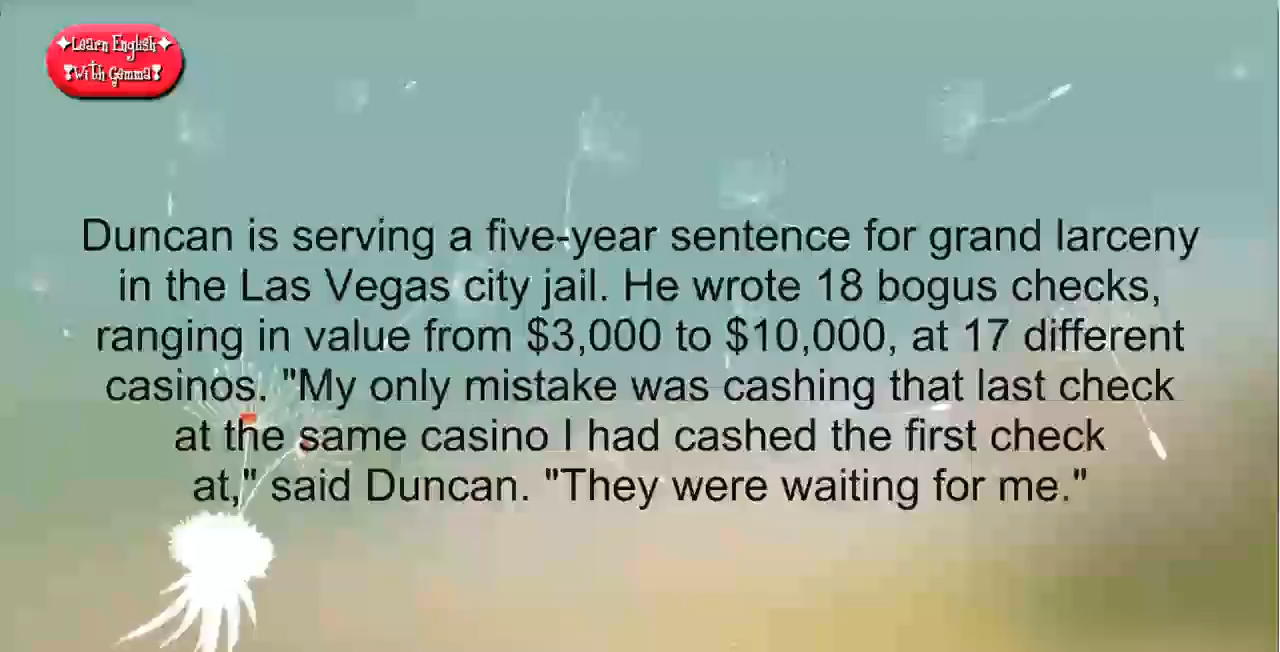 ✦Learn English✦
❣With Gamma❣
Duncan is serving a five-year sentence for grand larceny
in the Las Vegas city jail. He wrote 18 bogus checks,
ranging in value from $3,000 to $10,000, at 17 different
casinos. "My only mistake was cashing that last check
at the same casino I had cashed the first check
at," said Duncan. "They were waiting for me."